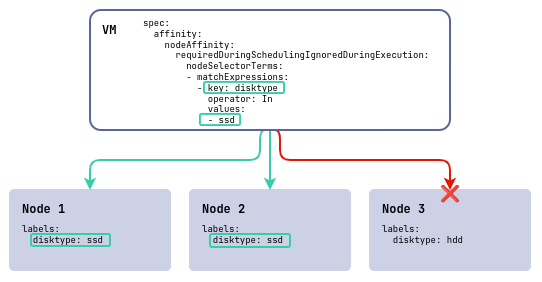 VM
spec:
  affinity:
    nodeAffinity:
      requiredDuringSchedulingIgnoredDuringExecution:
        nodeSelectorTerms:
        - matchExpressions:
          - key: disktype
            operator: In
            values:
            - ssd
Node 1
labels:
  disktype: ssd
Node 2
labels:
  disktype: ssd
Node 3
labels:
  disktype: hdd